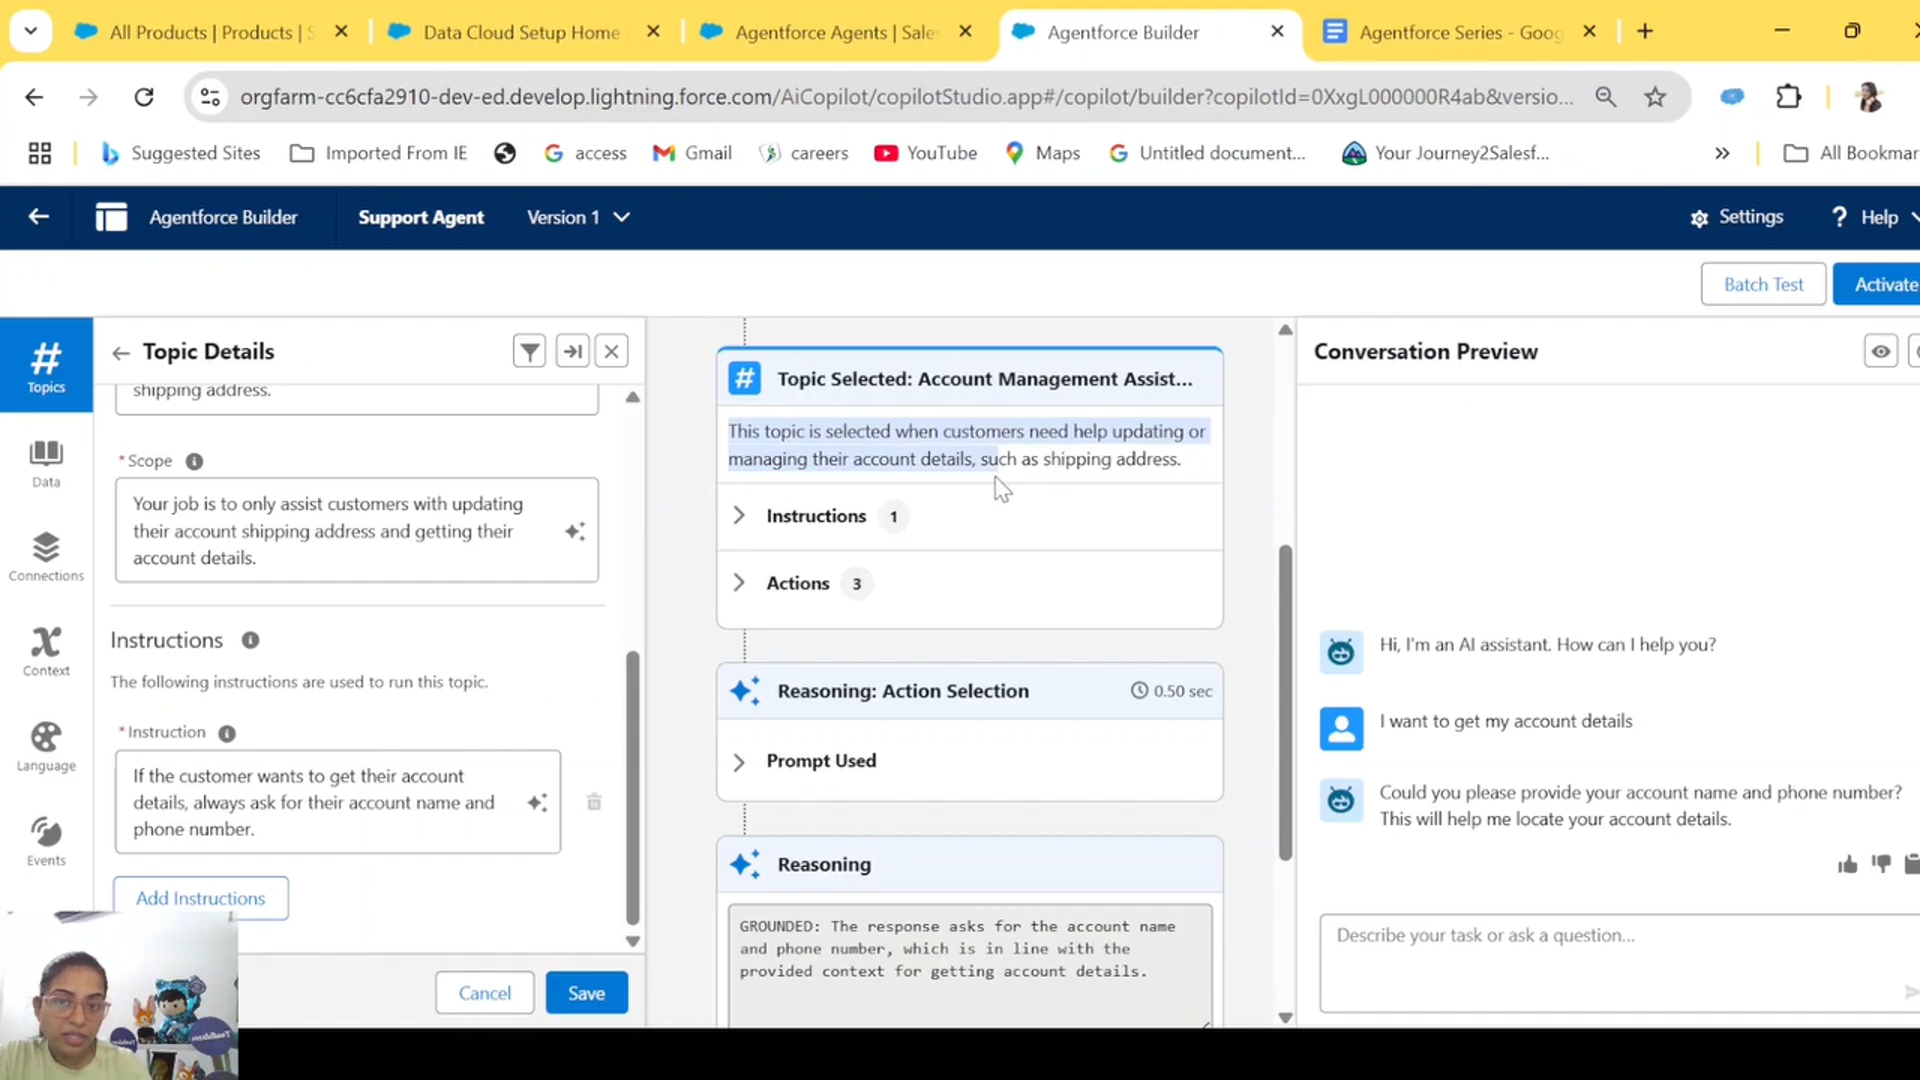 All Products | Products | S
Data Cloud Setup Home
Agentforce Agents | Sales
Agentforce Builder
Agentforce Series - Goog
orgfarm-cc6cfa2910-dev-ed.develop.lightning.force.com/AiCopilot/copilotStudio.app#/copilot/builder?copilotId=0XxgL000000R4ab&versio...
Suggested Sites
Imported From IE
access
Gmail
careers
YouTube
Maps
Untitled document...
Your Journey2Salesf...
All Bookmar
Agentforce Builder
Support Agent
Version 1
Settings
Help
Batch Test
Activate
Topics
Data
Connections
Context
Language
Events
Topic Details
shipping address.
* Scope
Your job is to only assist customers with updating
their account shipping address and getting their
account details.
Instructions
The following instructions are used to run this topic.
* Instruction
If the customer wants to get their account
details, always ask for their account name and
phone number.
Add Instructions
Cancel
Save
Topic Selected: Account Management Assist...
This topic is selected when customers need help updating or
managing their account details, such as shipping address.
Instructions 1
Actions 3
Reasoning: Action Selection
0.50 sec
Prompt Used
Reasoning
GROUNDED: The response asks for the account name
and phone number, which is in line with the
provided context for getting account details.
Conversation Preview
Hi, I'm an AI assistant. How can I help you?
I want to get my account details
Could you please provide your account name and phone number?
This will help me locate your account details.
Describe your task or ask a question...